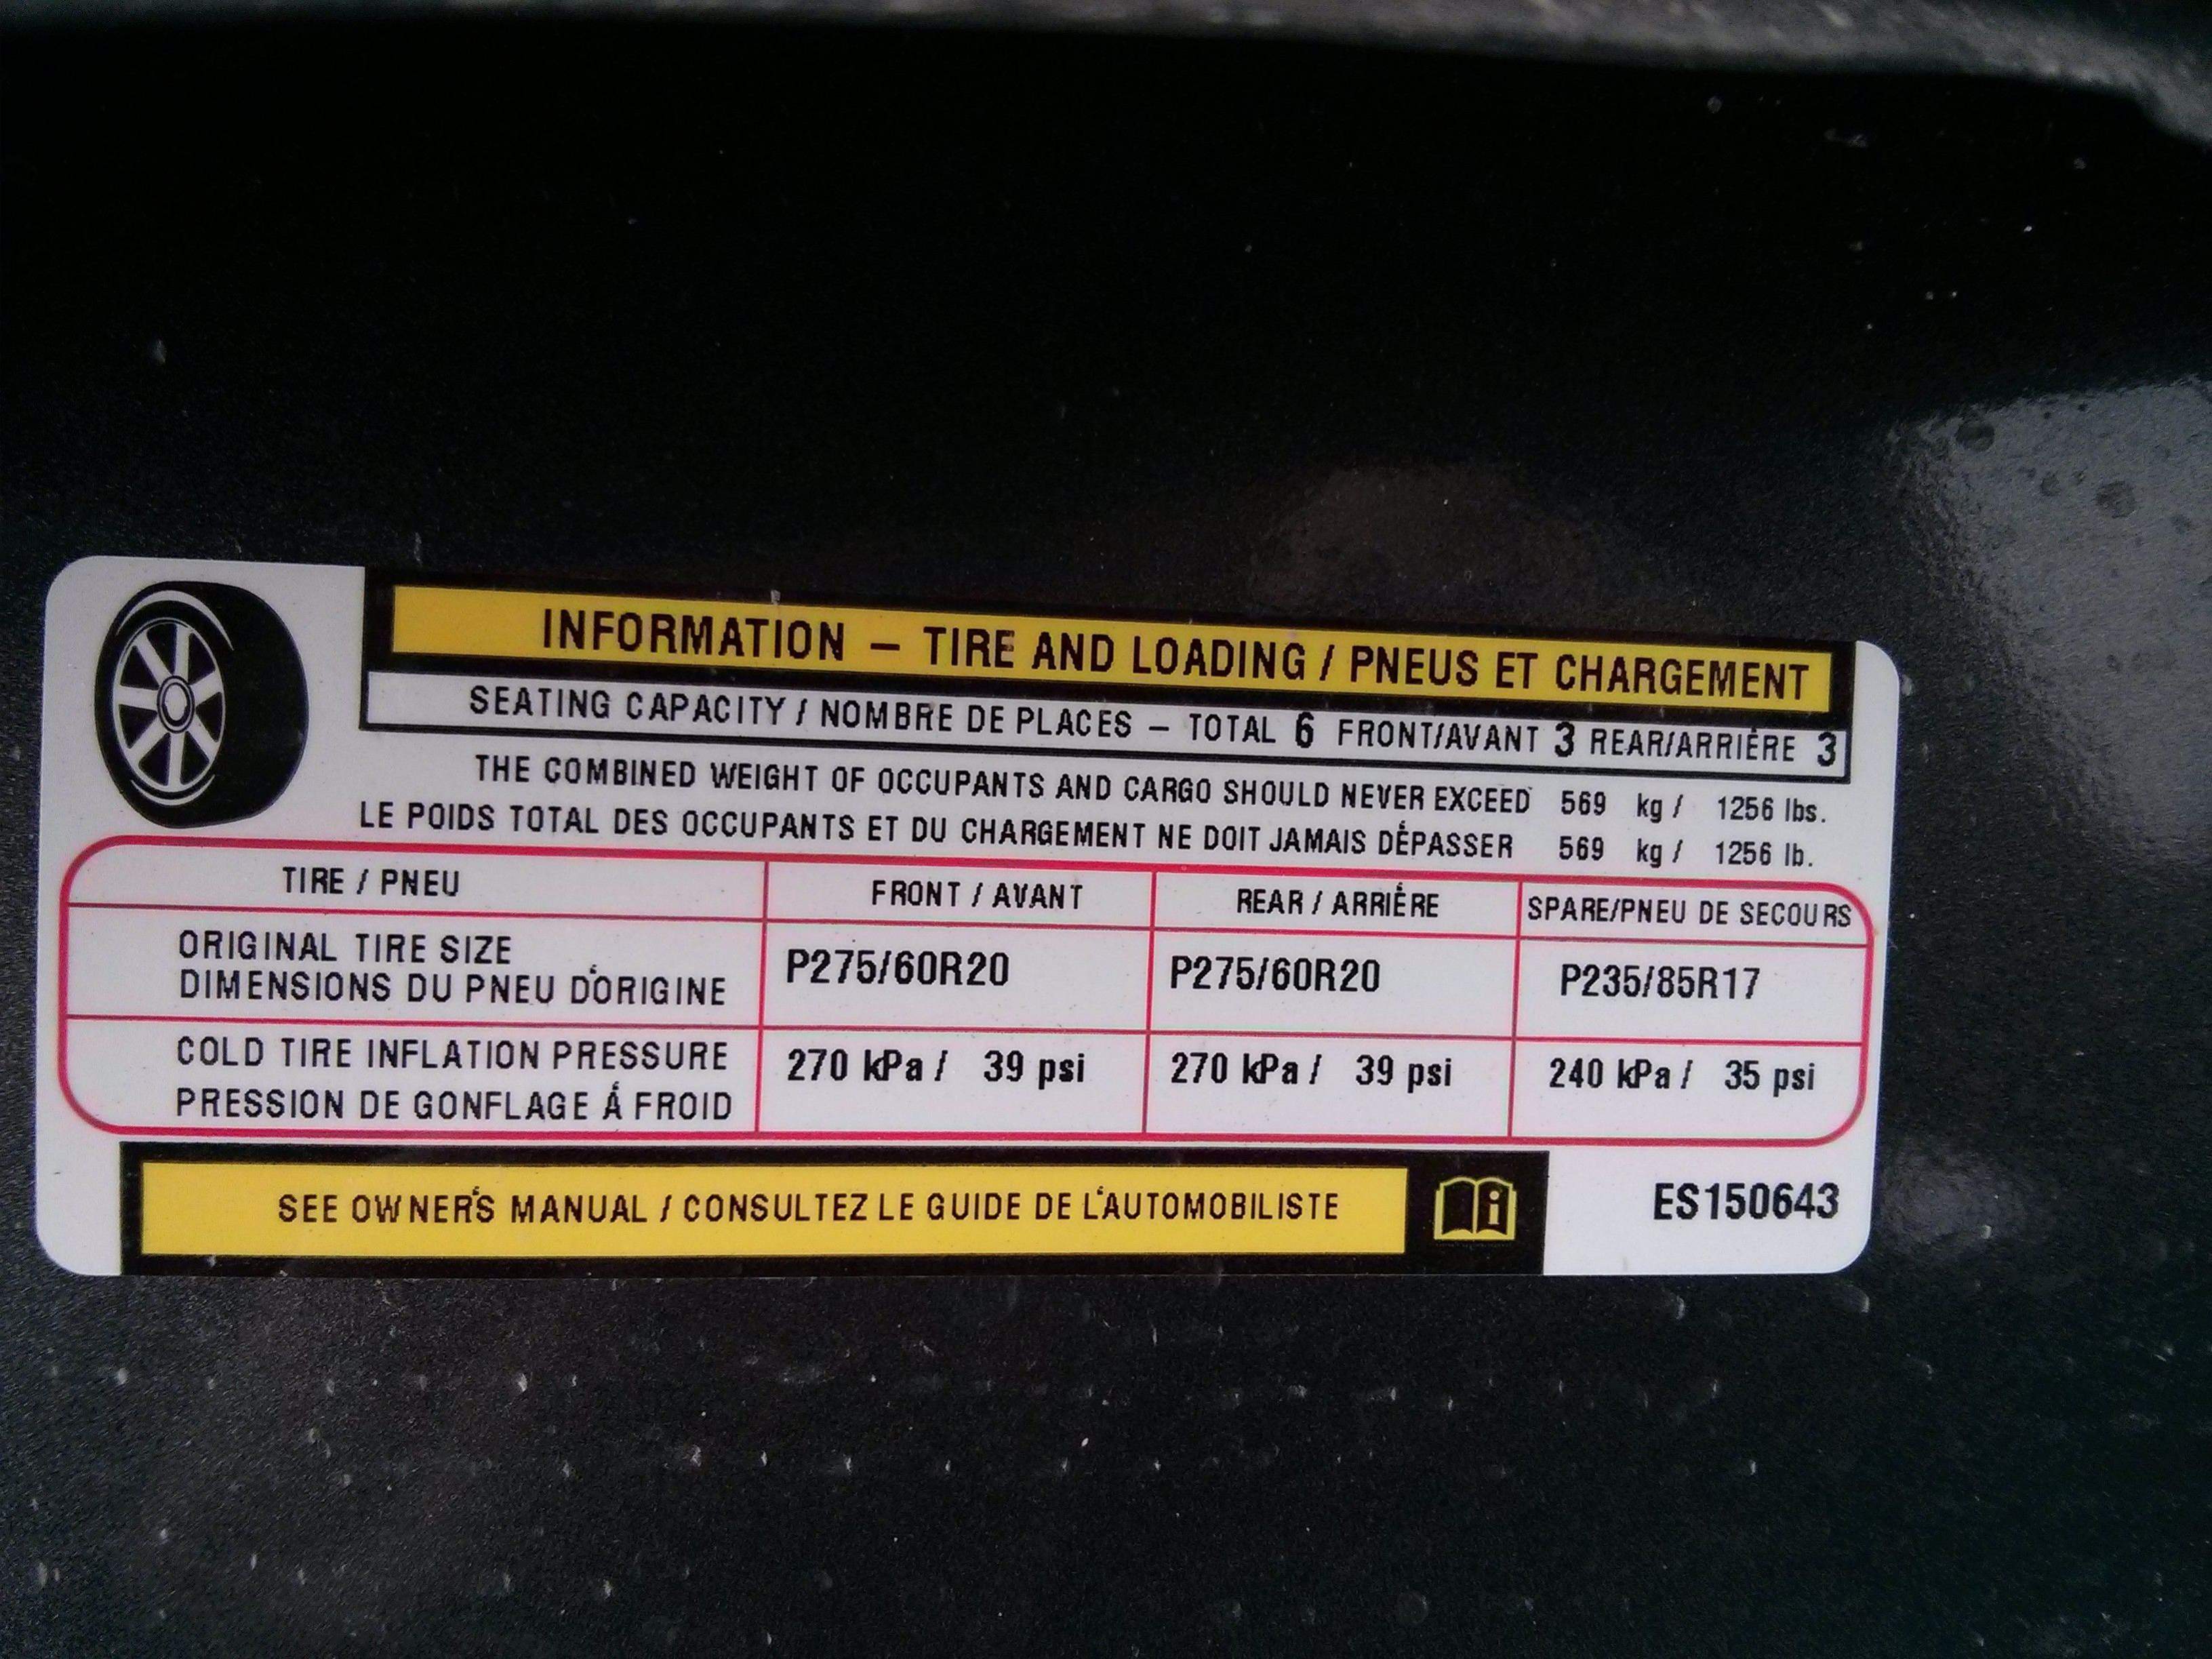 INFORMATION – TIRE AND LOADING / PNEUS ET CHARGEMENT
SEATING CAPACITY / NOMBRE DE PLACES – TOTAL 6 FRONT/AVANT 3 REAR/ARRIÈRE 3
THE COMBINED WEIGHT OF OCCUPANTS AND CARGO SHOULD NEVER EXCEED 569 kg / 1256 lbs.
LE POIDS TOTAL DES OCCUPANTS ET DU CHARGEMENT NE DOIT JAMAIS DÉPASSER 569 kg / 1256 lb.
TIRE / PNEU FRONT / AVANT REAR / ARRIÈRE SPARE/PNEU DE SECOURS
ORIGINAL TIRE SIZE
DIMENSIONS DU PNEU D'ORIGINE P275/60R20 P275/60R20 P235/85R17
COLD TIRE INFLATION PRESSURE 270 kPa / 39 psi 270 kPa / 39 psi 240 kPa / 35 psi
PRESSION DE GONFLAGE Á FROID
SEE OWNER'S MANUAL / CONSULTEZ LE GUIDE DE L'AUTOMOBILISTE
ES150643